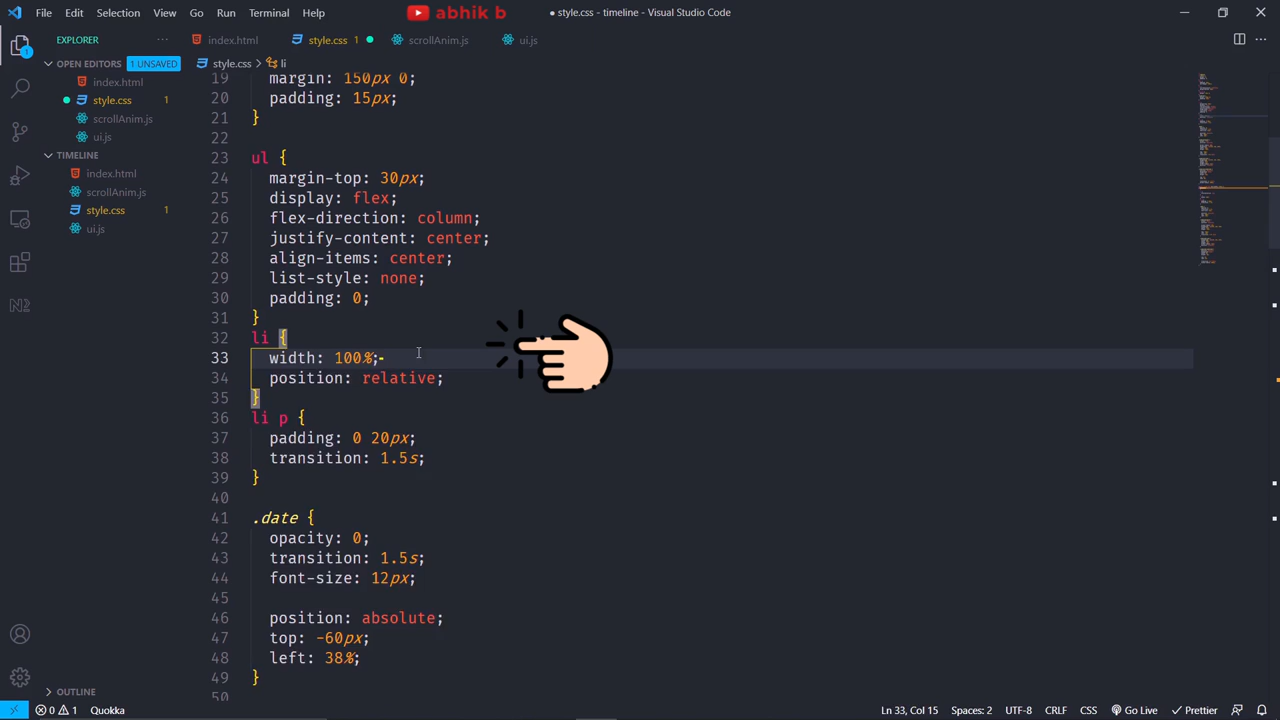 File Edit Selection View Go Run Terminal Help
abhik b
● style.css - timeline - Visual Studio Code
EXPLORER
index.html
style.css 1
scrollAnim.js
ui.js
OPEN EDITORS 1 UNSAVED
index.html
style.css 1
scrollAnim.js
ui.js
TIMELINE
index.html
scrollAnim.js
style.css 1
ui.js
OUTLINE
style.css > li
19 margin: 150px 0;
20 padding: 15px;
21 }
22
23 ul {
24 margin-top: 30px;
25 display: flex;
26 flex-direction: column;
27 justify-content: center;
28 align-items: center;
29 list-style: none;
30 padding: 0;
31 }
32 li {
33 width: 100%;
34 position: relative;
35 }
36 li p {
37 padding: 0 20px;
38 transition: 1.5s;
39 }
40
41 .date {
42 opacity: 0;
43 transition: 1.5s;
44 font-size: 12px;
46 position: absolute;
47 top: -60px;
48 left: 38%;
49 }
50
0 1 Quokka
Ln 33, Col 15 Spaces: 2 UTF-8 CRLF CSS Go Live Prettier